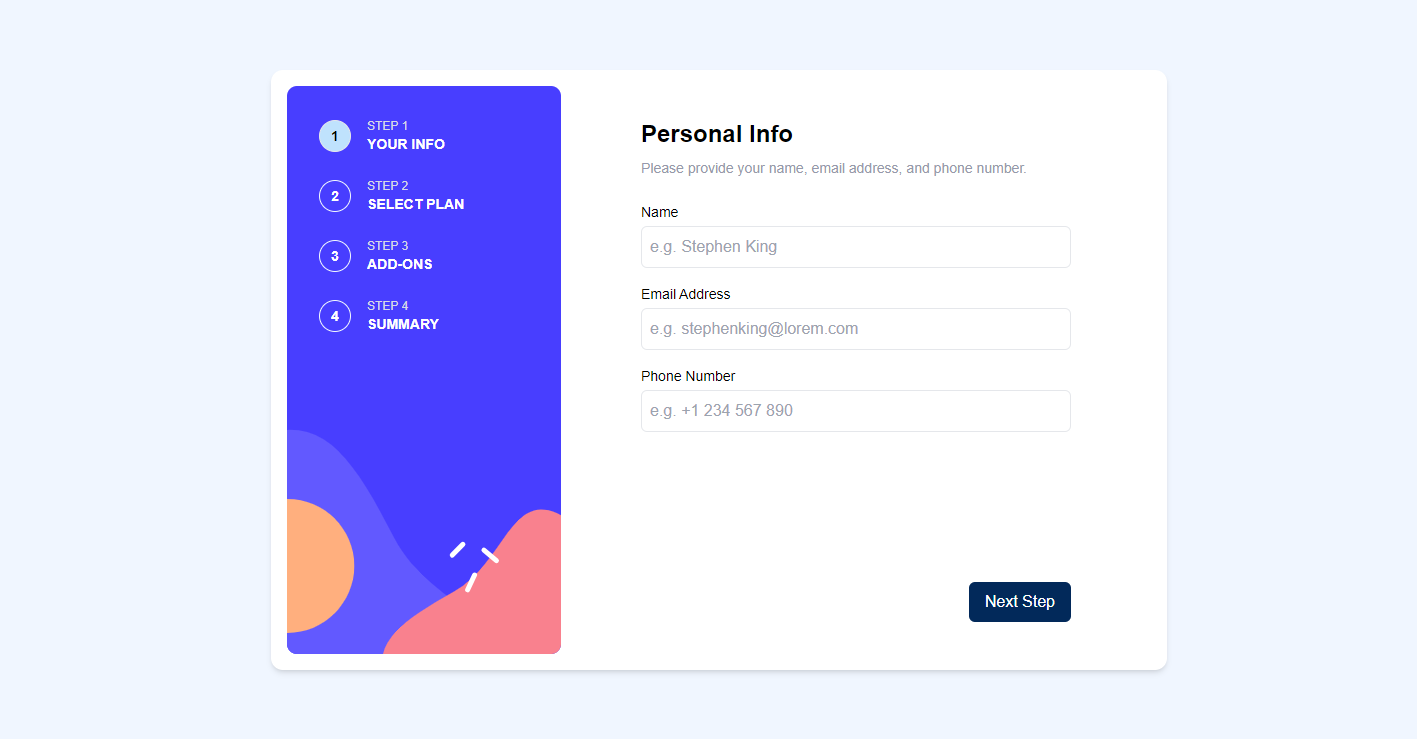 1
STEP 1
YOUR INFO
2
STEP 2
SELECT PLAN
3
STEP 3
ADD-ONS
4
STEP 4
SUMMARY
Personal Info
Please provide your name, email address, and phone number.
Name
e.g. Stephen King
Email Address
e.g. stephenking@lorem.com
Phone Number
e.g. +1 234 567 890
Next Step